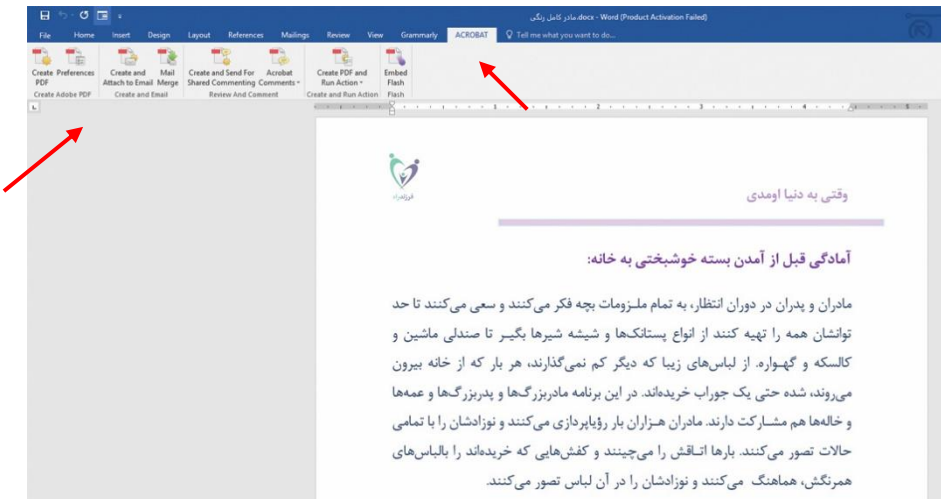 مادر کامل رنگی.docx - Word (Product Activation Failed)
File Home Insert Design Layout References Mailings Review View Grammarly ACROBAT Tell me what you want to do...
Create PDF Preferences Create and Attach to Email Mail Merge Create and Send For Shared Commenting Acrobat Comments Create PDF and Run Action Embed Flash
Create Adobe PDF Create and Email Review And Comment Create and Run Action Flash
1 2 3 4 5
وقتی به دنیا اومدی
آمادگی قبل از آمدن بسته خوشبختی به خانه:
مادران و پدران در دوران انتظار، به تمام ملـزومات بچه فکر می‌کنند و سعی می‌کنند تا حد
توانشان همه را تهیه کنند از انواع پستانک‌ها و شیشه شیرها بگیـر تا صندلی ماشین و
کالسکه و گهـواره. از لباس‌های زیبا که دیگر کم نمی‌گذارند، هر بار که از خانه بیرون
می‌روند، شده حتی یک جوراب خریده‌اند. در این برنامه مادربزرگ‌ها و پدربزرگ‌ها و عمه‌ها
و خاله‌ها هم مشـارکت دارند. مادران هـزاران بار رؤیاپردازی می‌کنند و نوزادشان را با تمامی
حالات تصور می‌کنند. بارها اتـاقش را می‌چینند و کفش‌هایی که خریده‌اند را بالباس‌های
همرنگش، هماهنگ می‌کنند و نوزادشان را در آن لباس تصور می‌کنند.